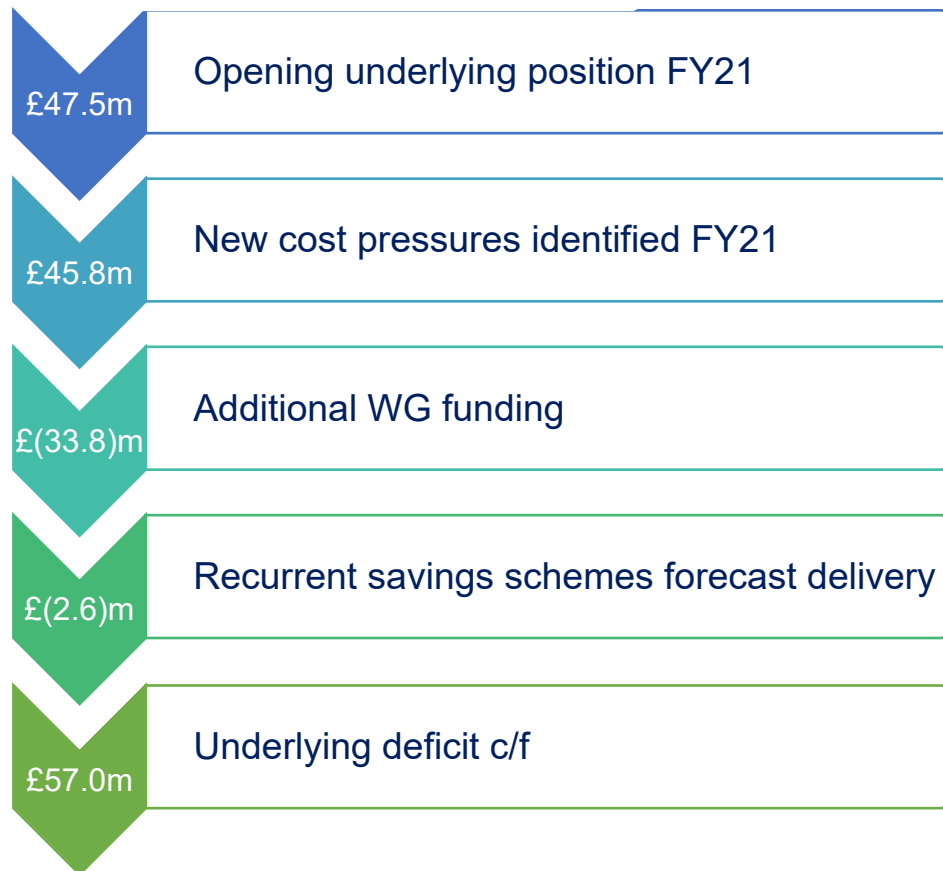 £47.5m
Opening underlying position FY21
£45.8m
New cost pressures identified FY21
£(33.8)m
Additional WG funding
£(2.6)m
Recurrent savings schemes forecast delivery
£57.0m
Underlying deficit c/f